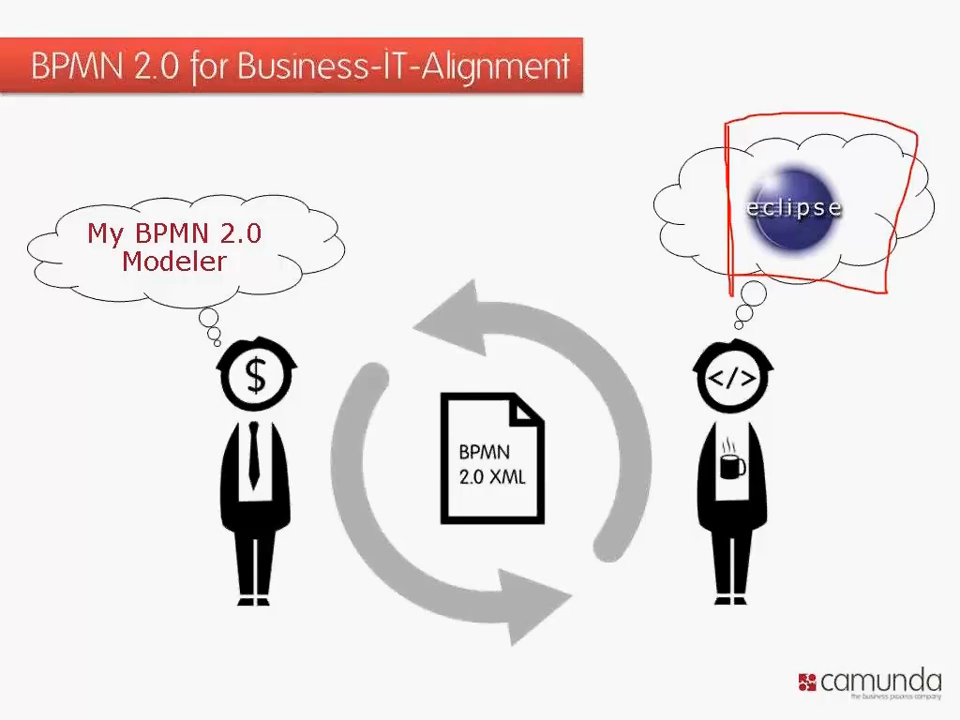 BPMN 2.0 for Business-IT-Alignment
My BPMN 2.0
Modeler
eclipse
$
</>
BPMN
2.0 XML
camunda
the business process company